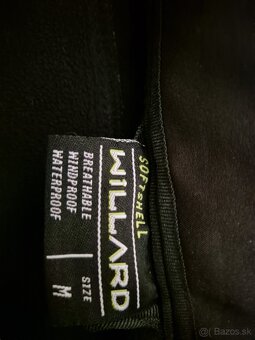 SOFTSHELL
WILLARD
BREATHABLE
WINDPROOF
WATERPROOF
SIZE
M
© Bazos.sk